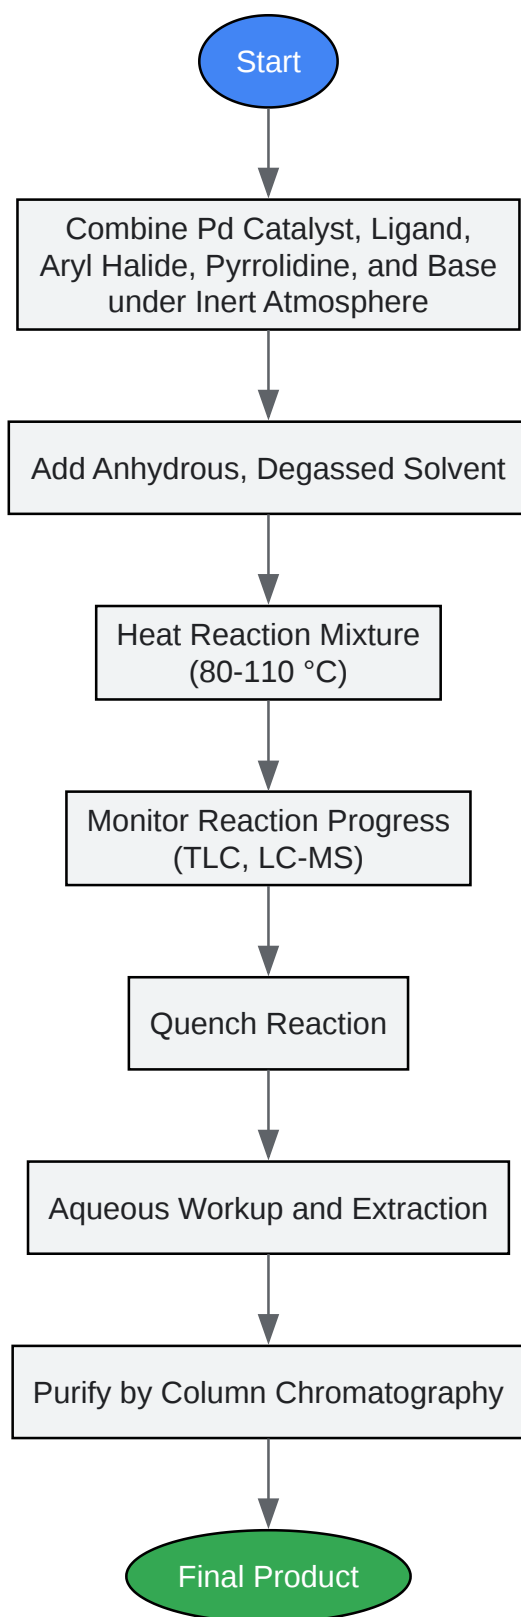 Start
Combine Pd Catalyst, Ligand,
Aryl Halide, Pyrrolidine, and Base
under Inert Atmosphere
Add Anhydrous, Degassed Solvent
Heat Reaction Mixture
(80-110 °C)
Monitor Reaction Progress
(TLC, LC-MS)
Quench Reaction
Aqueous Workup and Extraction
Purify by Column Chromatography
Final Product